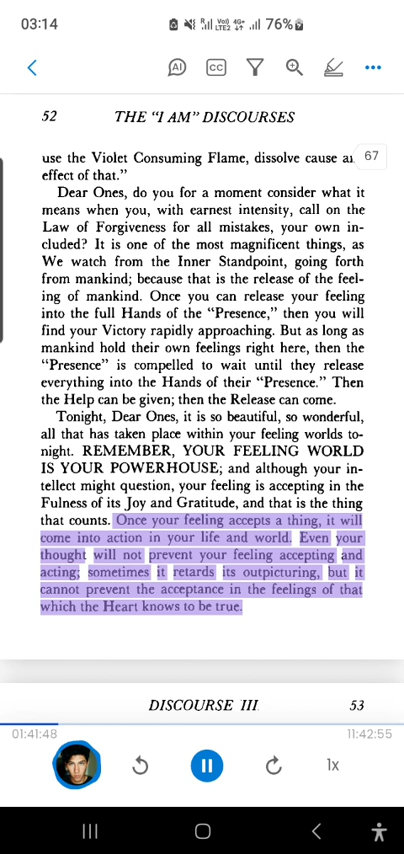 03:14
76%
AI CC
52 THE “I AM” DISCOURSES
67
use the Violet Consuming Flame, dissolve cause
effect of that.”
Dear Ones, do you for a moment consider what it
means when you, with earnest intensity, call on the
Law of Forgiveness for all mistakes, your own in-
cluded? It is one of the most magnificent things, as
We watch from the Inner Standpoint, going forth
from mankind; because that is the release of the feel-
ing of mankind. Once you can release your feeling
into the full Hands of the “Presence,” then you will
find your Victory rapidly approaching. But as long as
mankind hold their own feelings right here, then the
“Presence” is compelled to wait until they release
everything into the Hands of their “Presence.” Then
the Help can be given; then the Release can come.
Tonight, Dear Ones, it is so beautiful, so wonderful,
all that has taken place within your feeling worlds to-
night. REMEMBER, YOUR FEELING WORLD
IS YOUR POWERHOUSE; and although your in-
tellect might question, your feeling is accepting in the
Fulness of its Joy and Gratitude, and that is the thing
that counts. Once your feeling accepts a thing, it will
come into action in your life and world. Even your
thought will not prevent your feeling accepting and
acting; sometimes it retards its outpicturing, but it
cannot prevent the acceptance in the feelings of that
which the Heart knows to be true.
DISCOURSE III 53
01:41:48 11:42:55
1x